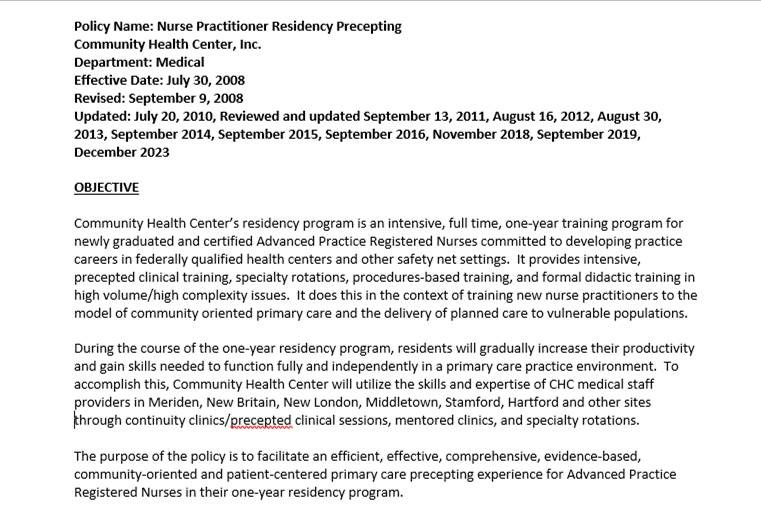 Policy Name: Nurse Practitioner Residency Precepting
Community Health Center, Inc.
Department: Medical
Effective Date: July 30, 2008
Revised: September 9, 2008
Updated: July 20, 2010, Reviewed and updated September 13, 2011, August 16, 2012, August 30,
2013, September 2014, September 2015, September 2016, November 2018, September 2019,
December 2023
OBJECTIVE
Community Health Center’s residency program is an intensive, full time, one-year training program for
newly graduated and certified Advanced Practice Registered Nurses committed to developing practice
careers in federally qualified health centers and other safety net settings.  It provides intensive,
precepted clinical training, specialty rotations, procedures-based training, and formal didactic training in
high volume/high complexity issues.  It does this in the context of training new nurse practitioners to the
model of community oriented primary care and the delivery of planned care to vulnerable populations.
During the course of the one-year residency program, residents will gradually increase their productivity
and gain skills needed to function fully and independently in a primary care practice environment.  To
accomplish this, Community Health Center will utilize the skills and expertise of CHC medical staff
providers in Meriden, New Britain, New London, Middletown, Stamford, Hartford and other sites
through continuity clinics/precepted clinical sessions, mentored clinics, and specialty rotations.
The purpose of the policy is to facilitate an efficient, effective, comprehensive, evidence-based,
community-oriented and patient-centered primary care precepting experience for Advanced Practice
Registered Nurses in their one-year residency program.